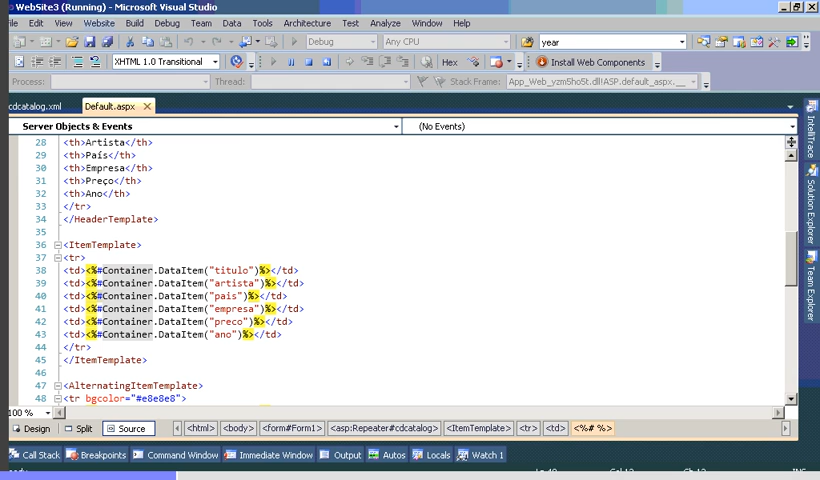 WebSite3 (Running) - Microsoft Visual Studio
File Edit View Website Build Debug Team Data Tools Architecture Test Analyze Window Help
Debug Any CPU year
XHTML 1.0 Transitional Hex Install Web Components
Process: Thread: Stack Frame: App_Web_yzm5ho5t.dll!ASP.default_aspx.__
cdcatalog.xml Default.aspx
Server Objects & Events (No Events)
28 <th>Artista</th>
29 <th>País</th>
30 <th>Empresa</th>
31 <th>Preço</th>
32 <th>Ano</th>
33 </tr>
34 </HeaderTemplate>
35
36 <ItemTemplate>
37 <tr>
38 <td><%#Container.DataItem("titulo")%></td>
39 <td><%#Container.DataItem("artista")%></td>
40 <td><%#Container.DataItem("pais")%></td>
41 <td><%#Container.DataItem("empresa")%></td>
42 <td><%#Container.DataItem("preco")%></td>
43 <td><%#Container.DataItem("ano")%></td>
44 </tr>
45 </ItemTemplate>
46
47 <AlternatingItemTemplate>
48 <tr bgcolor="#e8e8e8">
100 %
Design Split Source <html> <body> <form#Form1> <asp:Repeater#cdcatalog> <ItemTemplate> <tr> <td> <%# %>
Call Stack Breakpoints Command Window Immediate Window Output Autos Locals Watch 1
IntelliTrace
Solution Explorer
Team Explorer